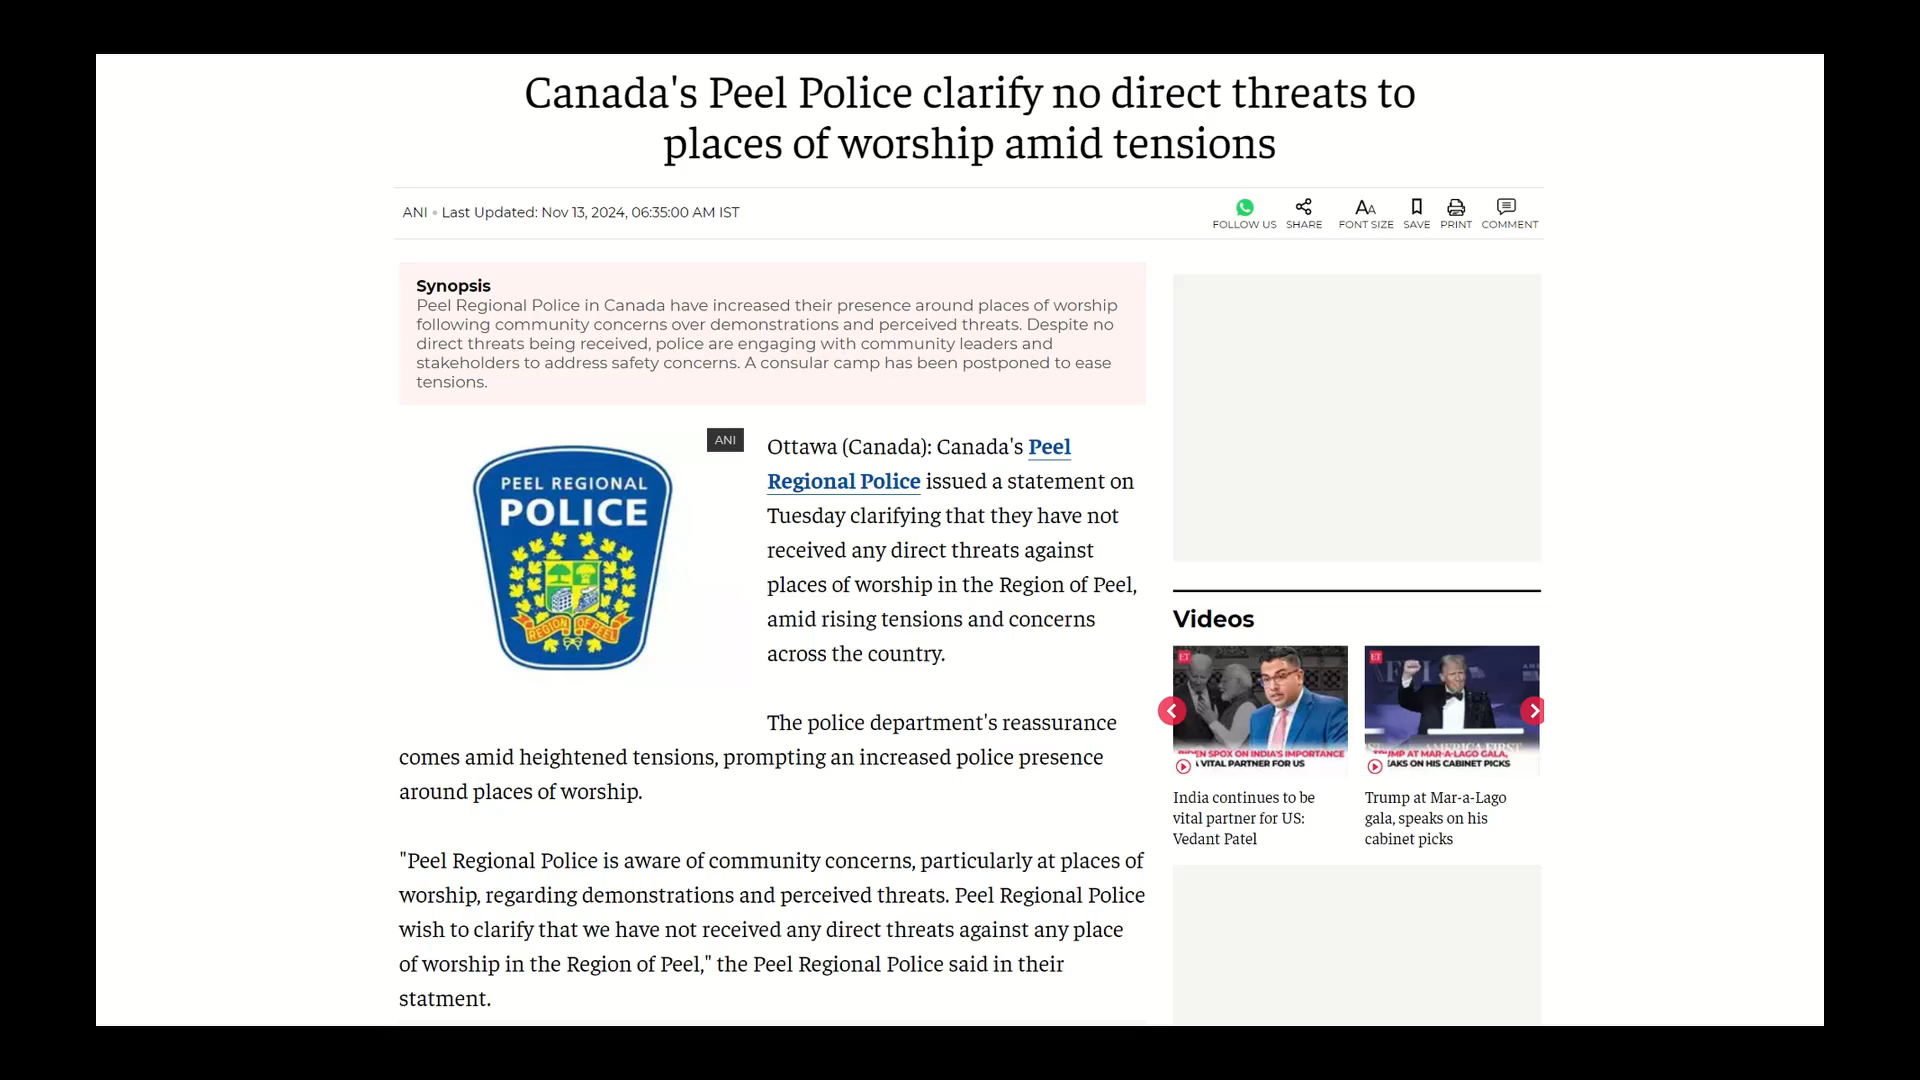 Canada's Peel Police clarify no direct threats to
places of worship amid tensions
ANI • Last Updated: Nov 13, 2024, 06:35:00 AM IST
FOLLOW US
SHARE
FONT SIZE
SAVE
PRINT
COMMENT
Synopsis
Peel Regional Police in Canada have increased their presence around places of worship
following community concerns over demonstrations and perceived threats. Despite no
direct threats being received, police are engaging with community leaders and
stakeholders to address safety concerns. A consular camp has been postponed to ease
tensions.
ANI
PEEL REGIONAL
POLICE
REGION OF PEEL
Ottawa (Canada): Canada's Peel
Regional Police issued a statement on
Tuesday clarifying that they have not
received any direct threats against
places of worship in the Region of Peel,
amid rising tensions and concerns
across the country.
The police department's reassurance
comes amid heightened tensions, prompting an increased police presence
around places of worship.
"Peel Regional Police is aware of community concerns, particularly at places of
worship, regarding demonstrations and perceived threats. Peel Regional Police
wish to clarify that we have not received any direct threats against any place
of worship in the Region of Peel," the Peel Regional Police said in their
statment.
Videos
ET
SPOX ON INDIA'S IMPORTANCE
A VITAL PARTNER FOR US
India continues to be
vital partner for US:
Vedant Patel
ET
AT MAR-A-LAGO GALA,
EAKS ON HIS CABINET PICKS
Trump at Mar-a-Lago
gala, speaks on his
cabinet picks